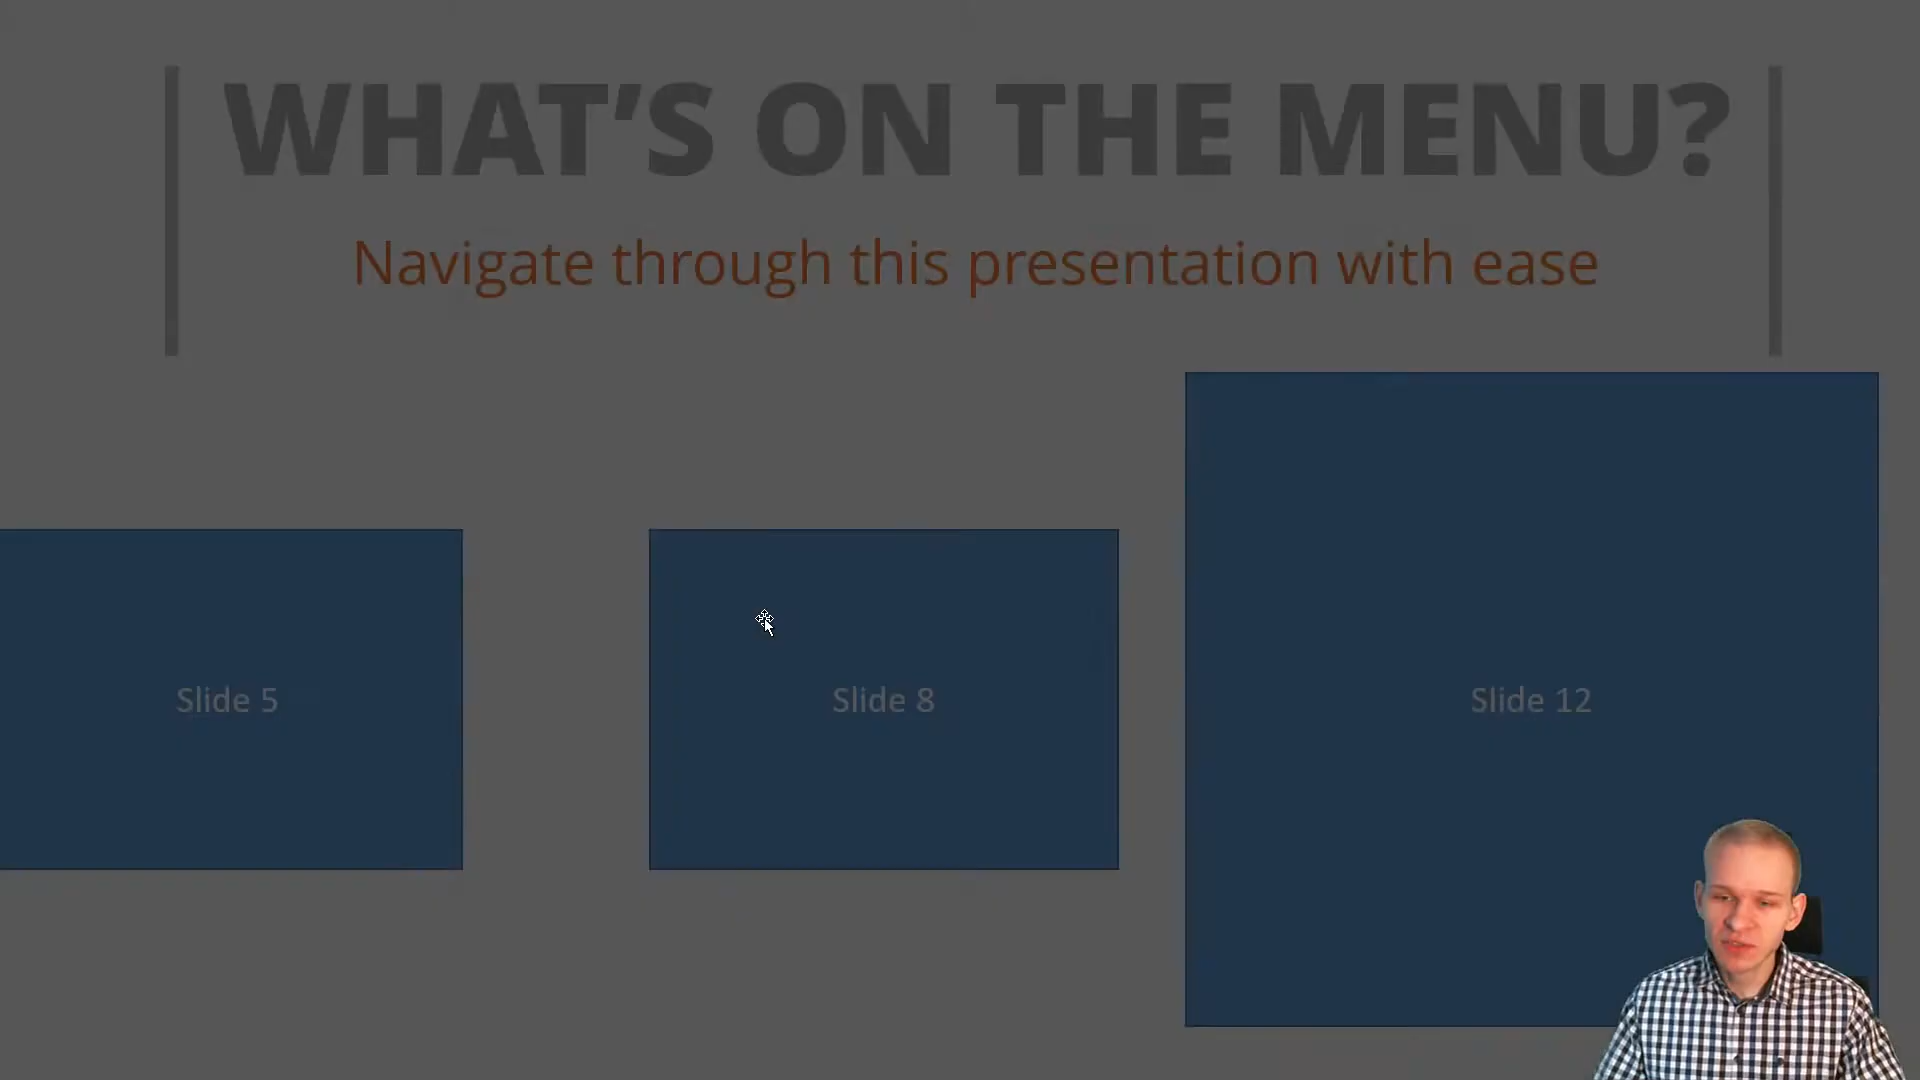 WHAT’S ON THE MENU?
Navigate through this presentation with ease
Slide 5
Slide 8
Slide 12